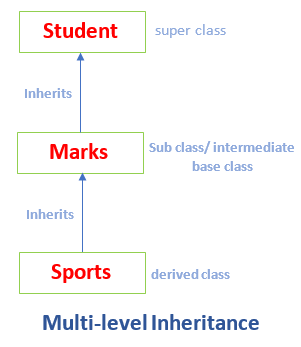 Student
super class
Inherits
Marks
Sub class/ intermediate
base class
Inherits
Sports
derived class
Multi-level Inheritance